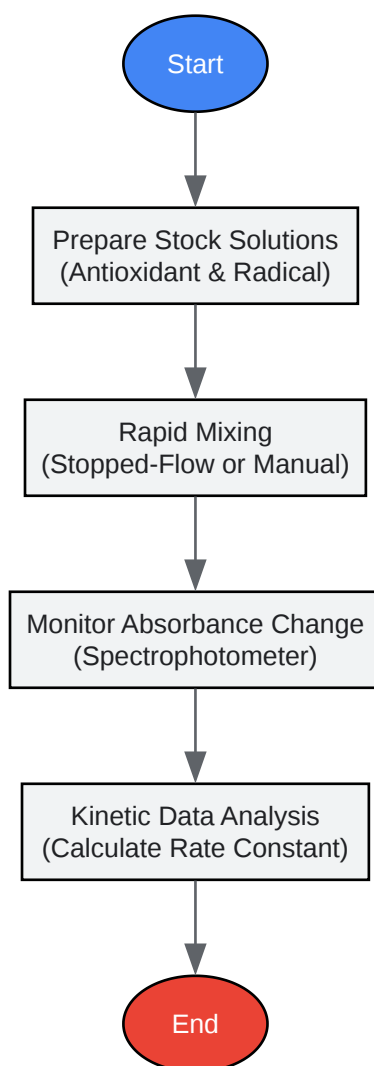 Start
Prepare Stock Solutions
(Antioxidant & Radical)
Rapid Mixing
(Stopped-Flow or Manual)
Monitor Absorbance Change
(Spectrophotometer)
Kinetic Data Analysis
(Calculate Rate Constant)
End